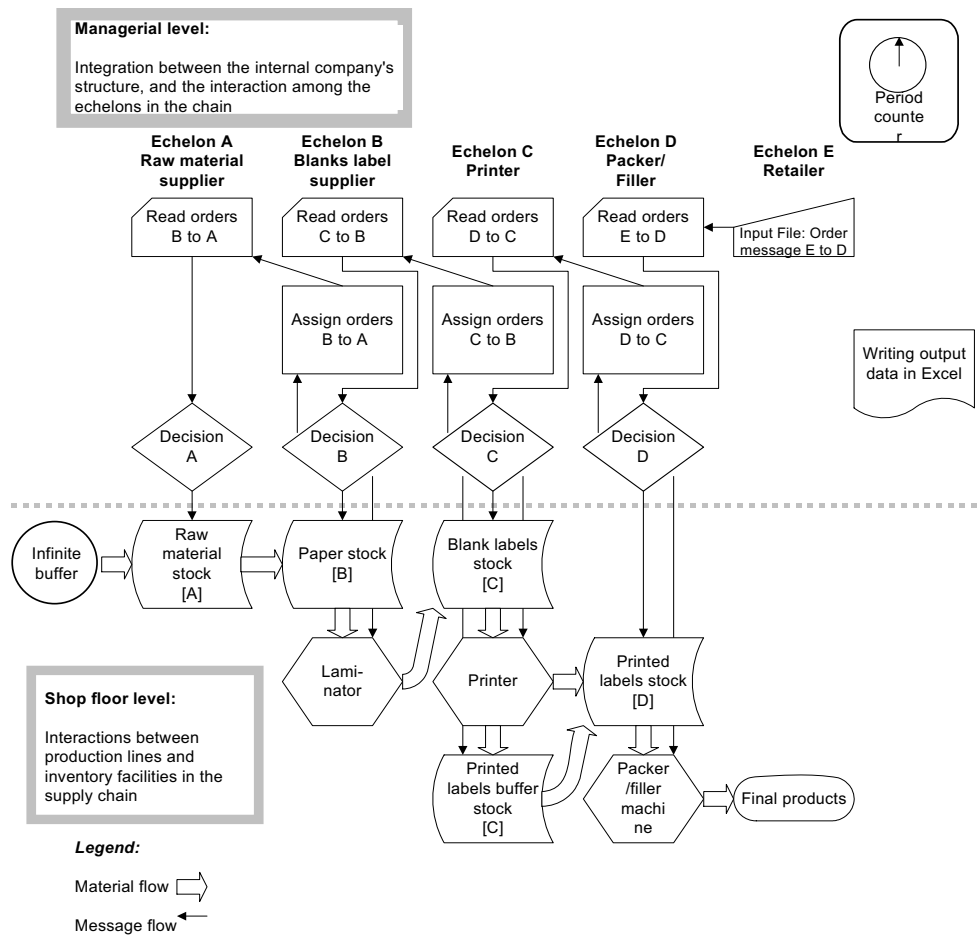 Managerial level:
Integration between the internal company's
structure, and the interaction among the
echelons in the chain
Period
counte
r
Echelon A
Raw material
supplier
Echelon B
Blanks label
supplier
Echelon C
Printer
Echelon D
Packer/
Filler
Echelon E
Retailer
Read orders
B to A
Read orders
C to B
Read orders
D to C
Read orders
E to D
Input File: Order
message E to D
Assign orders
B to A
Assign orders
C to B
Assign orders
D to C
Writing output
data in Excel
Decision
A
Decision
B
Decision
C
Decision
D
Infinite
buffer
Raw
material
stock
[A]
Paper stock
[B]
Blank labels
stock
[C]
Lami-
nator
Printer
Printed
labels stock
[D]
Shop floor level:
Interactions between
production lines and
inventory facilities in the
supply chain
Printed
labels buffer
stock
[C]
Packer
/filler
machi
ne
Final products
Legend:
Material flow
Message flow